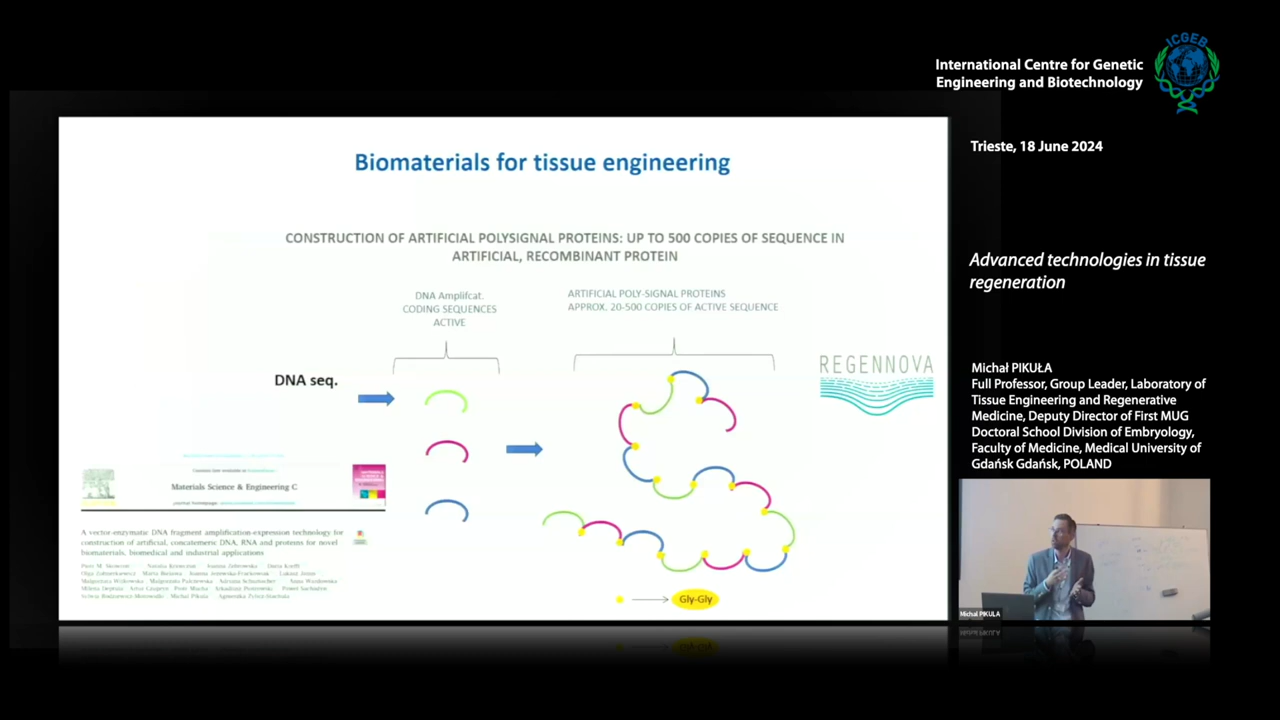 International Centre for Genetic
Engineering and Biotechnology
ICGEB
Trieste, 18 June 2024
Biomaterials for tissue engineering
CONSTRUCTION OF ARTIFICIAL POLYSIGNAL PROTEINS: UP TO 500 COPIES OF SEQUENCE IN
ARTIFICIAL, RECOMBINANT PROTEIN
DNA Amplifcat.
CODING SEQUENCES
ACTIVE
ARTIFICIAL POLY-SIGNAL PROTEINS
APPROX. 20-500 COPIES OF ACTIVE SEQUENCE
DNA seq.
REGENNOVA
Materials Science & Engineering C
A vector-enzymatic DNA fragment amplification-expression technology for
construction of artificial, concatemeric DNA, RNA and proteins for novel
biomaterials, biomedical and industrial applications
Gly-Gly
Advanced technologies in tissue
regeneration
Michał PIKUŁA
Full Professor, Group Leader, Laboratory of
Tissue Engineering and Regenerative
Medicine, Deputy Director of First MUG
Doctoral School Division of Embryology,
Faculty of Medicine, Medical University of
Gdańsk Gdańsk, POLAND
Michal PIKULA